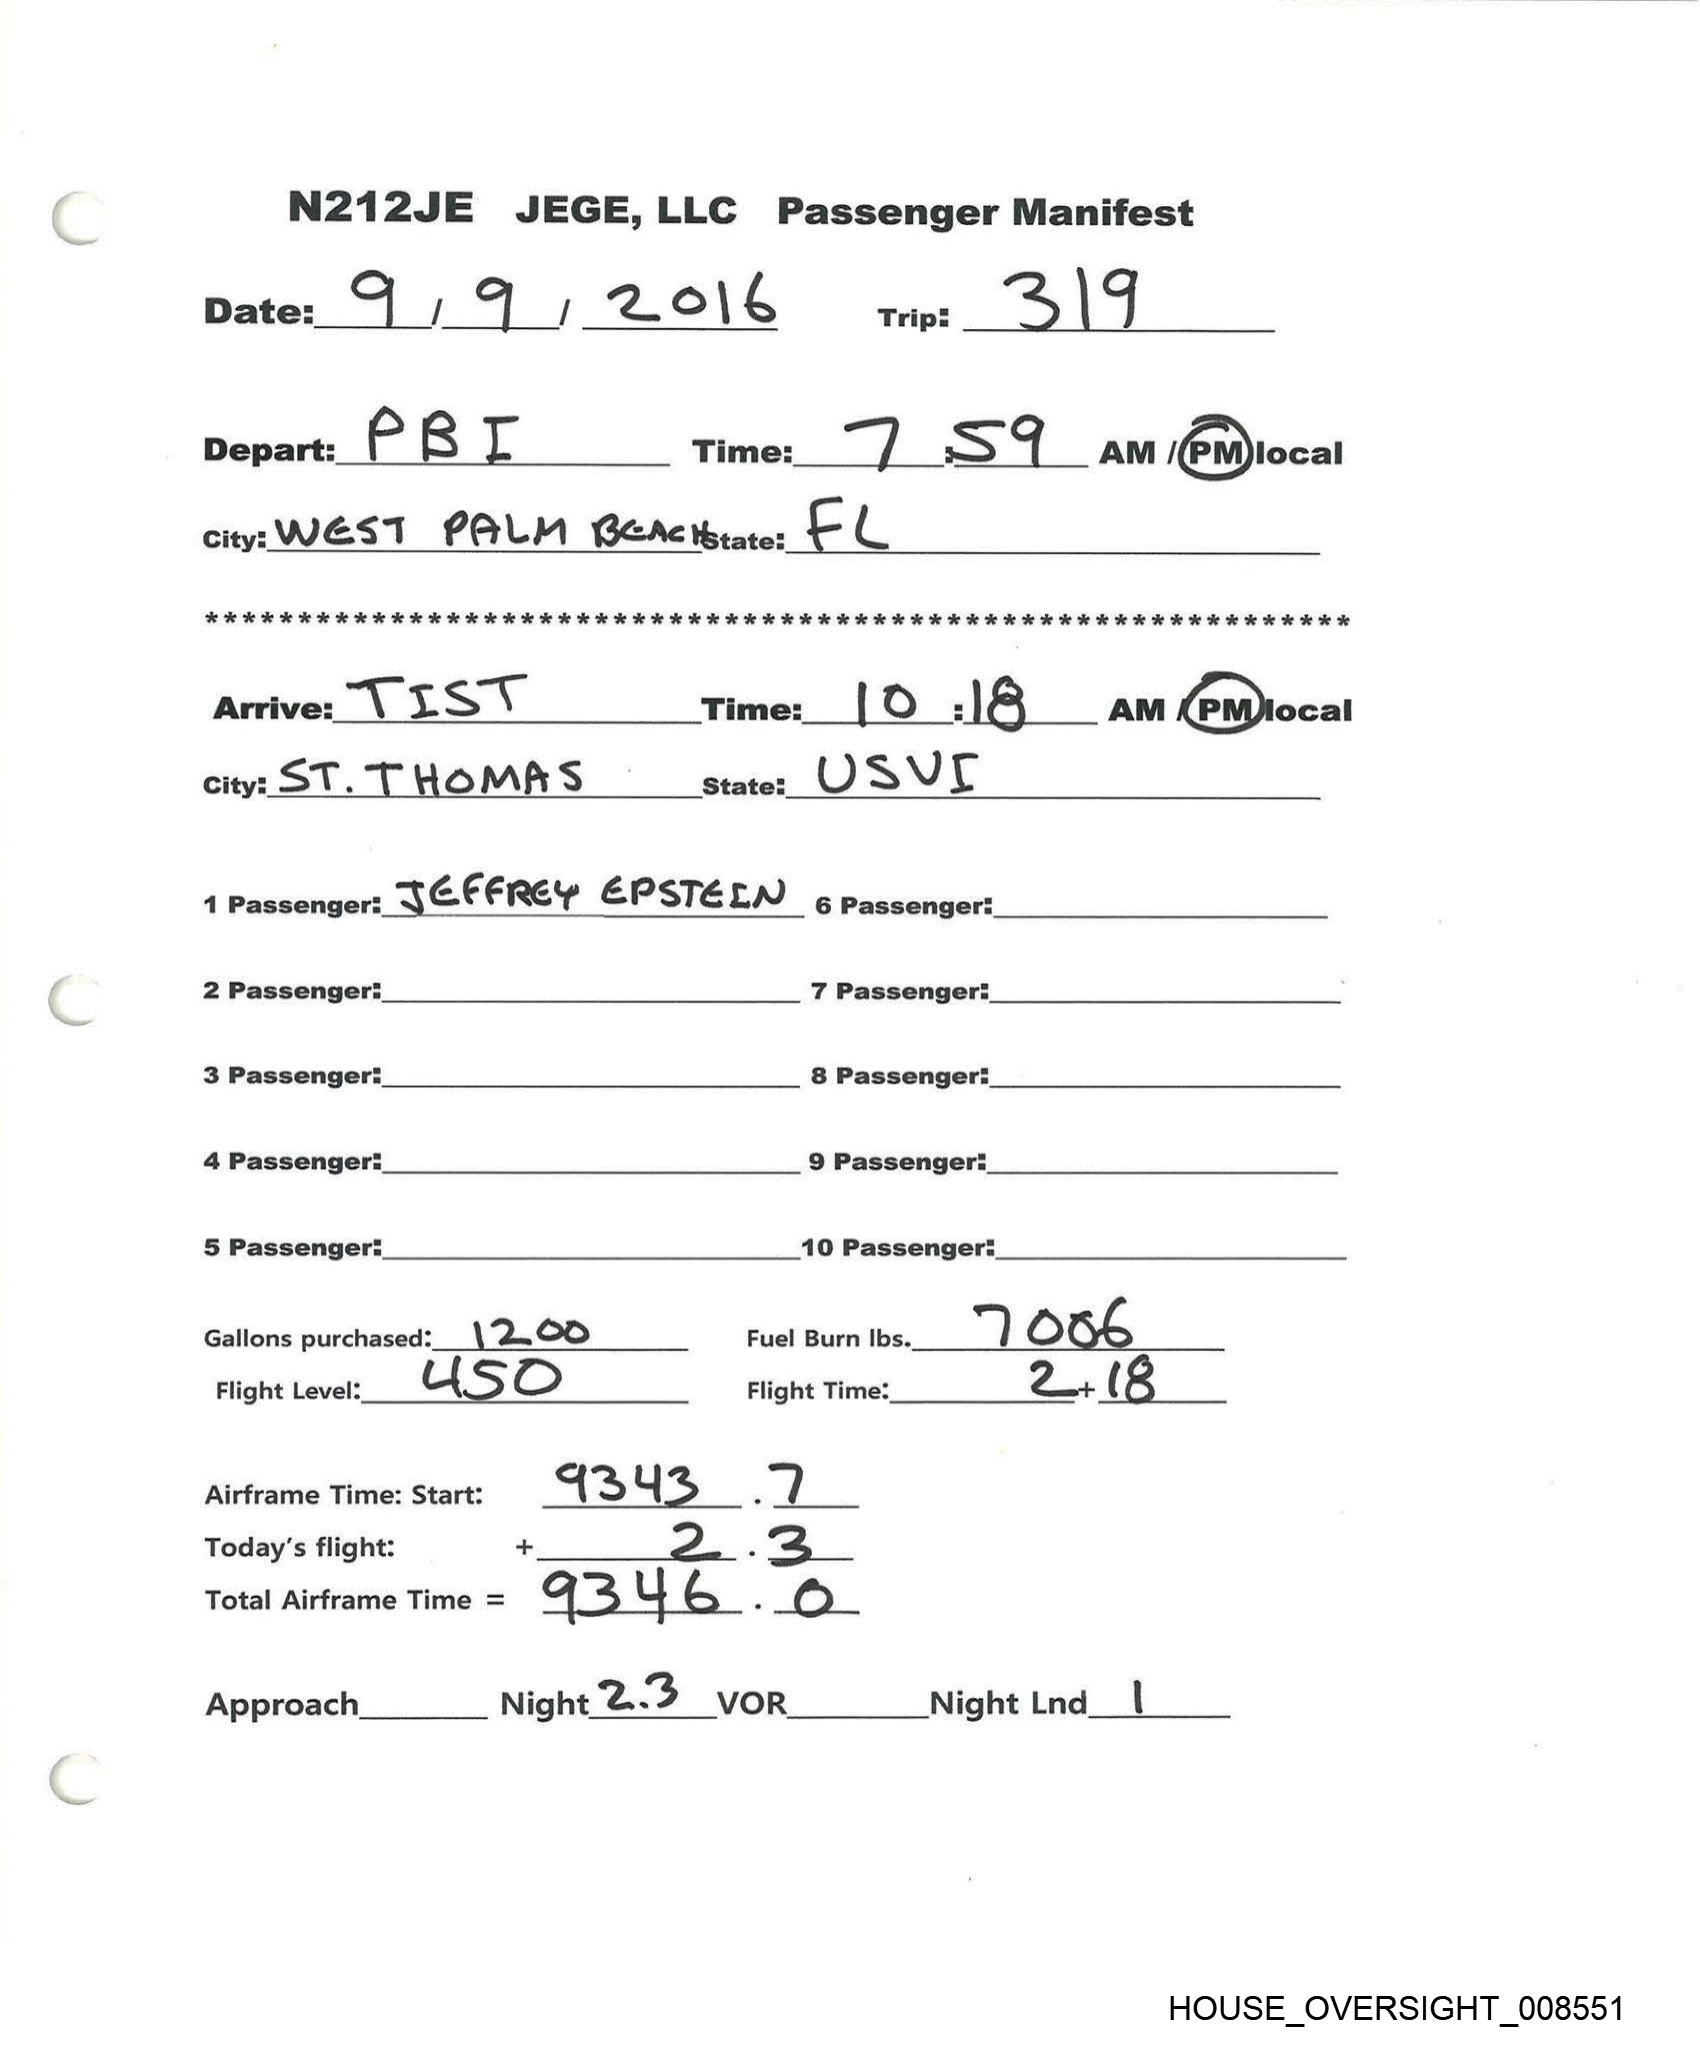 N212JE JEGE, LLC Passenger Manifest
Date: 9 / 9 / 2016 Trip: 319
Depart: PBI Time: 7:59 AM / PM local
City: WEST PALM BEACH State: FL
**************************************************************
Arrive: TIST Time: 10:18 AM / PM local
City: ST. THOMAS State: USVI
1 Passenger: JEFFREY EPSTEIN 6 Passenger:
2 Passenger: 7 Passenger:
3 Passenger: 8 Passenger:
4 Passenger: 9 Passenger:
5 Passenger: 10 Passenger:
Gallons purchased: 1200 Fuel Burn lbs. 7006
Flight Level: 450 Flight Time: 2 + 18
Airframe Time: Start: 9343 . 7
Today's flight: + 2 . 3
Total Airframe Time = 9346 . 0
Approach Night 2.3 VOR Night Lnd 1
HOUSE_OVERSIGHT_008551